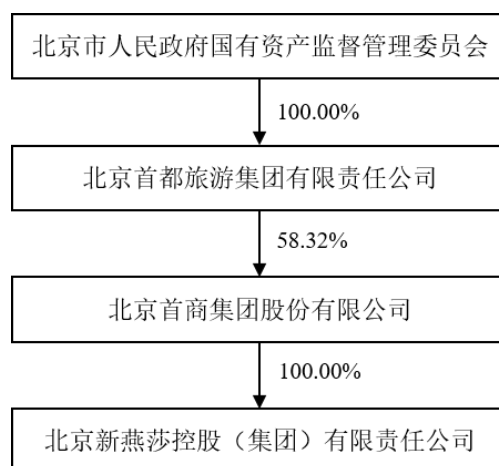 北京市人民政府国有资产监督管理委员会
100.00%
北京首都旅游集团有限责任公司
58.32%
北京首商集团股份有限公司
100.00%
北京新燕莎控股（集团）有限责任公司